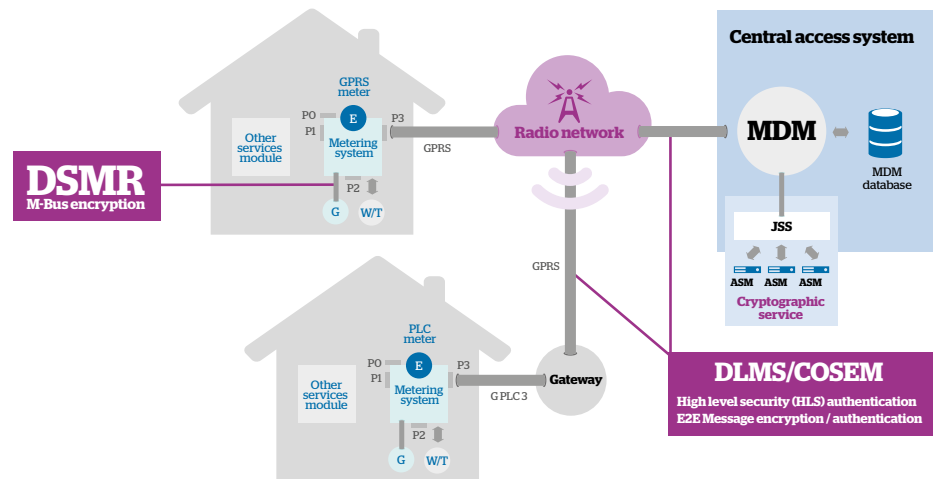 Central access system
GPRS
meter
E
P0
P1
P3
Other
services
module
Metering
system
GPRS
P2
G
W/T
Radio network
MDM
MDM
database
JSS
ASM ASM ASM
Cryptographic
service
DSMR
M-Bus encryption
GPRS
PLC
meter
E
P0
P1
P3
Other
services
module
Metering
system
G PLC 3
P2
G
W/T
Gateway
DLMS/COSEM
High level security (HLS) authentication
E2E Message encryption / authentication